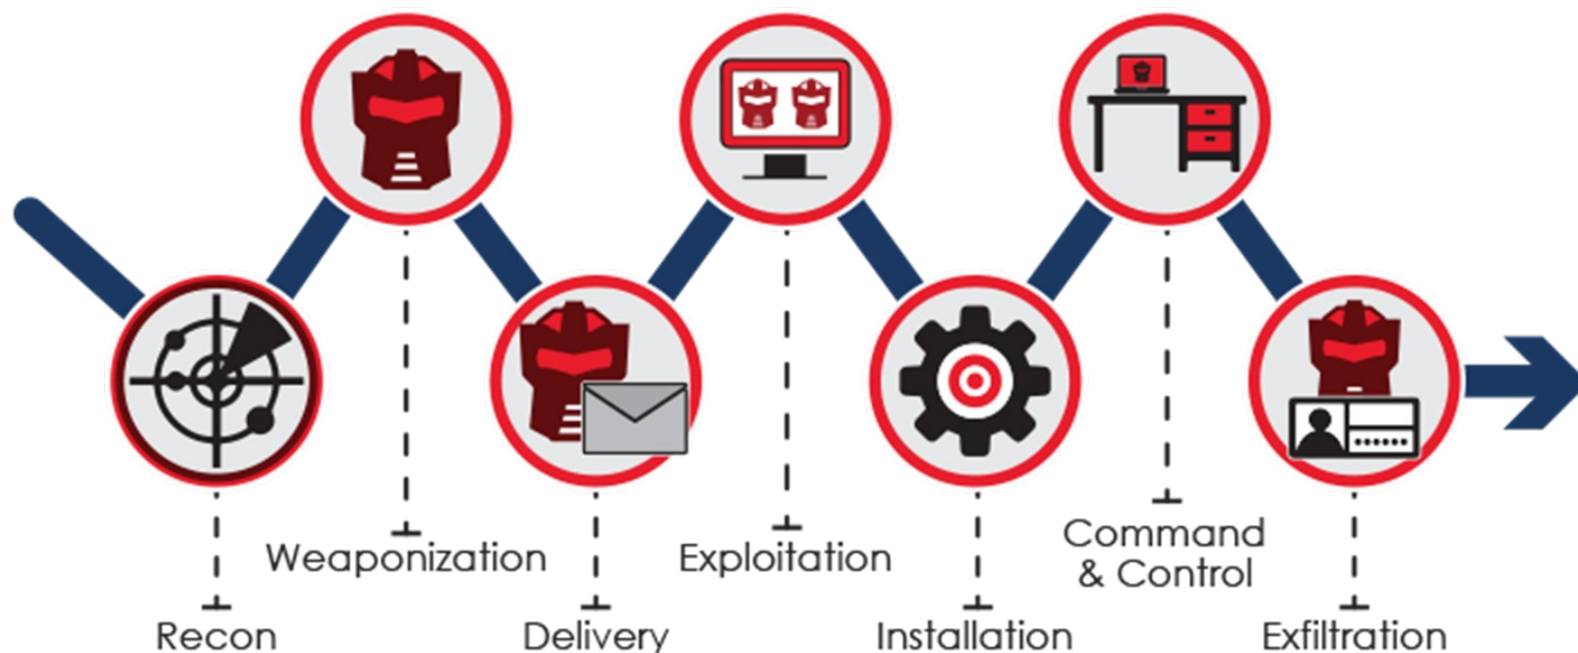 Recon
Weaponization
Delivery
Exploitation
Installation
Command
& Control
Exfiltration